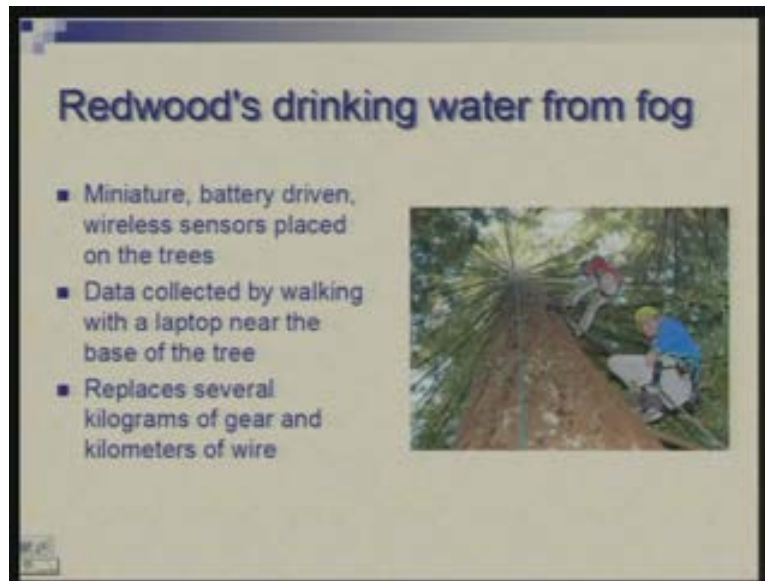 Redwood's drinking water from fog
Miniature, battery driven,
wireless sensors placed
on the trees
Data collected by walking
with a laptop near the
base of the tree
Replaces several
kilograms of gear and
kilometers of wire